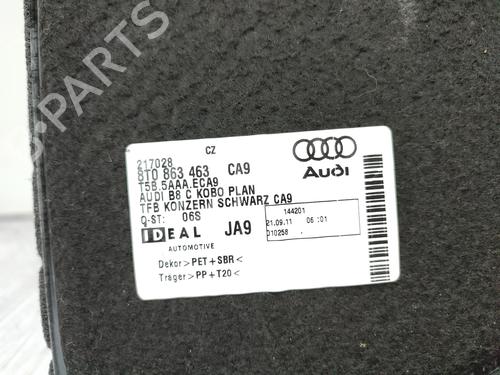 B-PARTS
217028 CZ
8T0 863 463 CA9
T5B.5AAA.ECA9
AUDI B8 C KOBO PLAN
TFB KONZERN SCHWARZ CA9
Q-ST: 06S
IDEAL JA9
AUTOMOTIVE
Audi
144201
21.09.11 06:01
010258
Dekor>PET+SBR<
Träger>PP+T20<